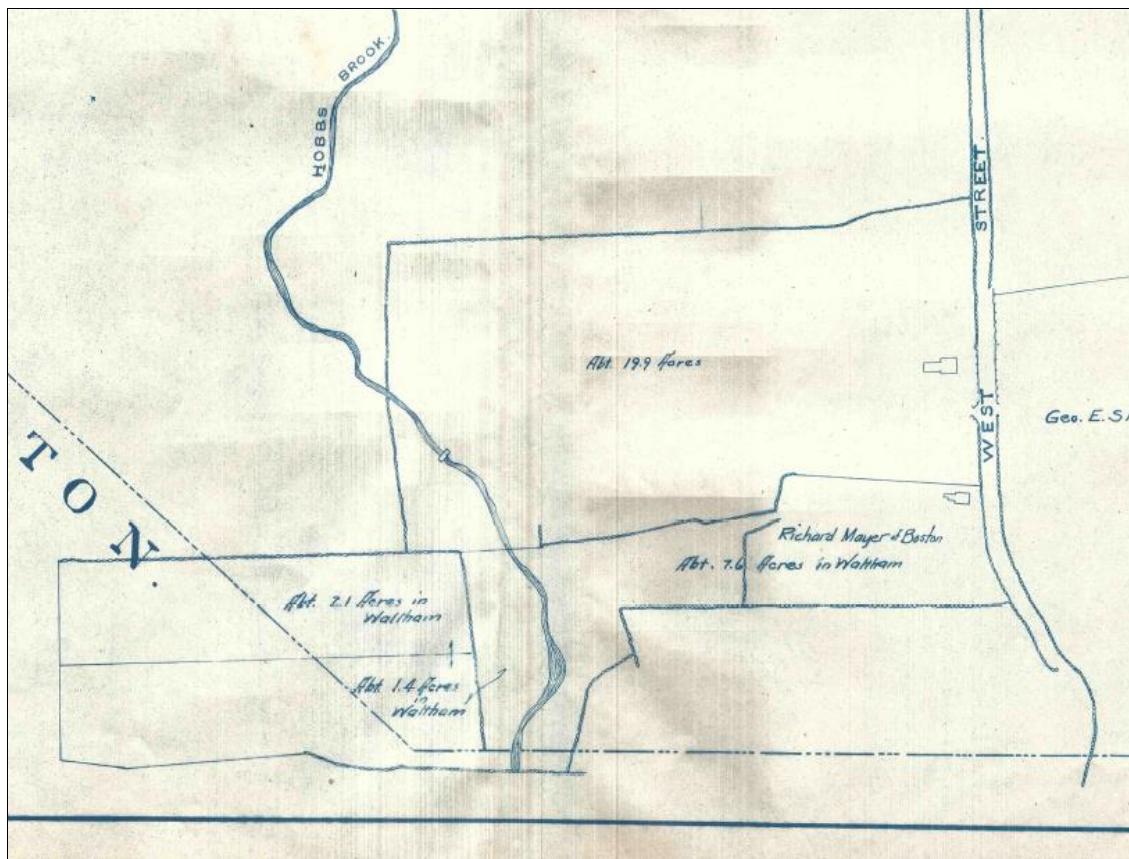 HOBBS BROOK.
STREET.
WEST
Abt. 19.9 Acres
Geo. E. S
TON.
Richard Mayer of Boston
Abt. 7.6 Acres in Waltham
Abt. 2.1 Acres in
Waltham
Abt. 1.4 Acres
in
Waltham